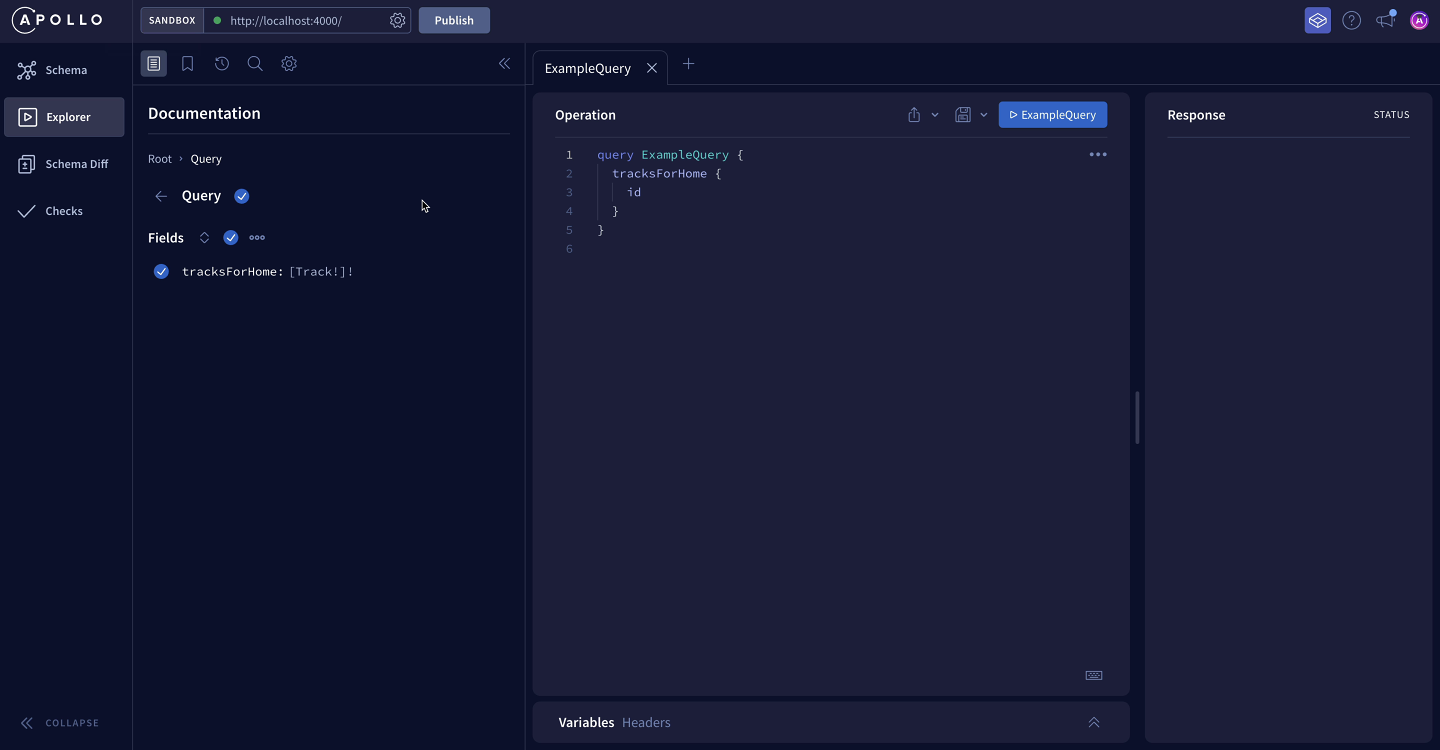 APOLLO
SANDBOX
http://localhost:4000/
Publish
Schema
Explorer
Schema Diff
Checks
COLLAPSE
Documentation
Root › Query
Query
Fields
tracksForHome: [Track!]!
ExampleQuery
Operation
ExampleQuery
1 query ExampleQuery {
2 tracksForHome {
3 id
4 }
5 }
6
Variables Headers
Response
STATUS